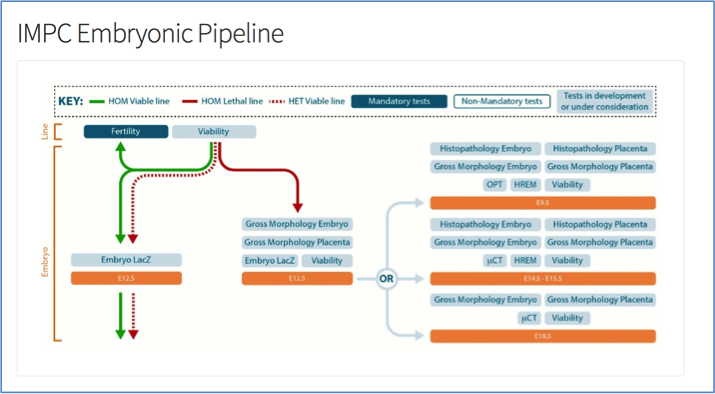 IMPC Embryonic Pipeline
KEY: HOM Viable line HOM Lethal line HET Viable line Mandatory tests Non-Mandatory tests Tests in development
or under consideration
Line
Fertility Viability
Embryo
Embryo LacZ
E12.5
Gross Morphology Embryo
Gross Morphology Placenta
Embryo LacZ Viability
E12.5
OR
Histopathology Embryo Histopathology Placenta
Gross Morphology Embryo Gross Morphology Placenta
OPT HREM Viability
E9.5
Histopathology Embryo Histopathology Placenta
Gross Morphology Embryo Gross Morphology Placenta
μCT HREM Viability
E14.5 - E15.5
Gross Morphology Embryo Gross Morphology Placenta
μCT Viability
E18.5